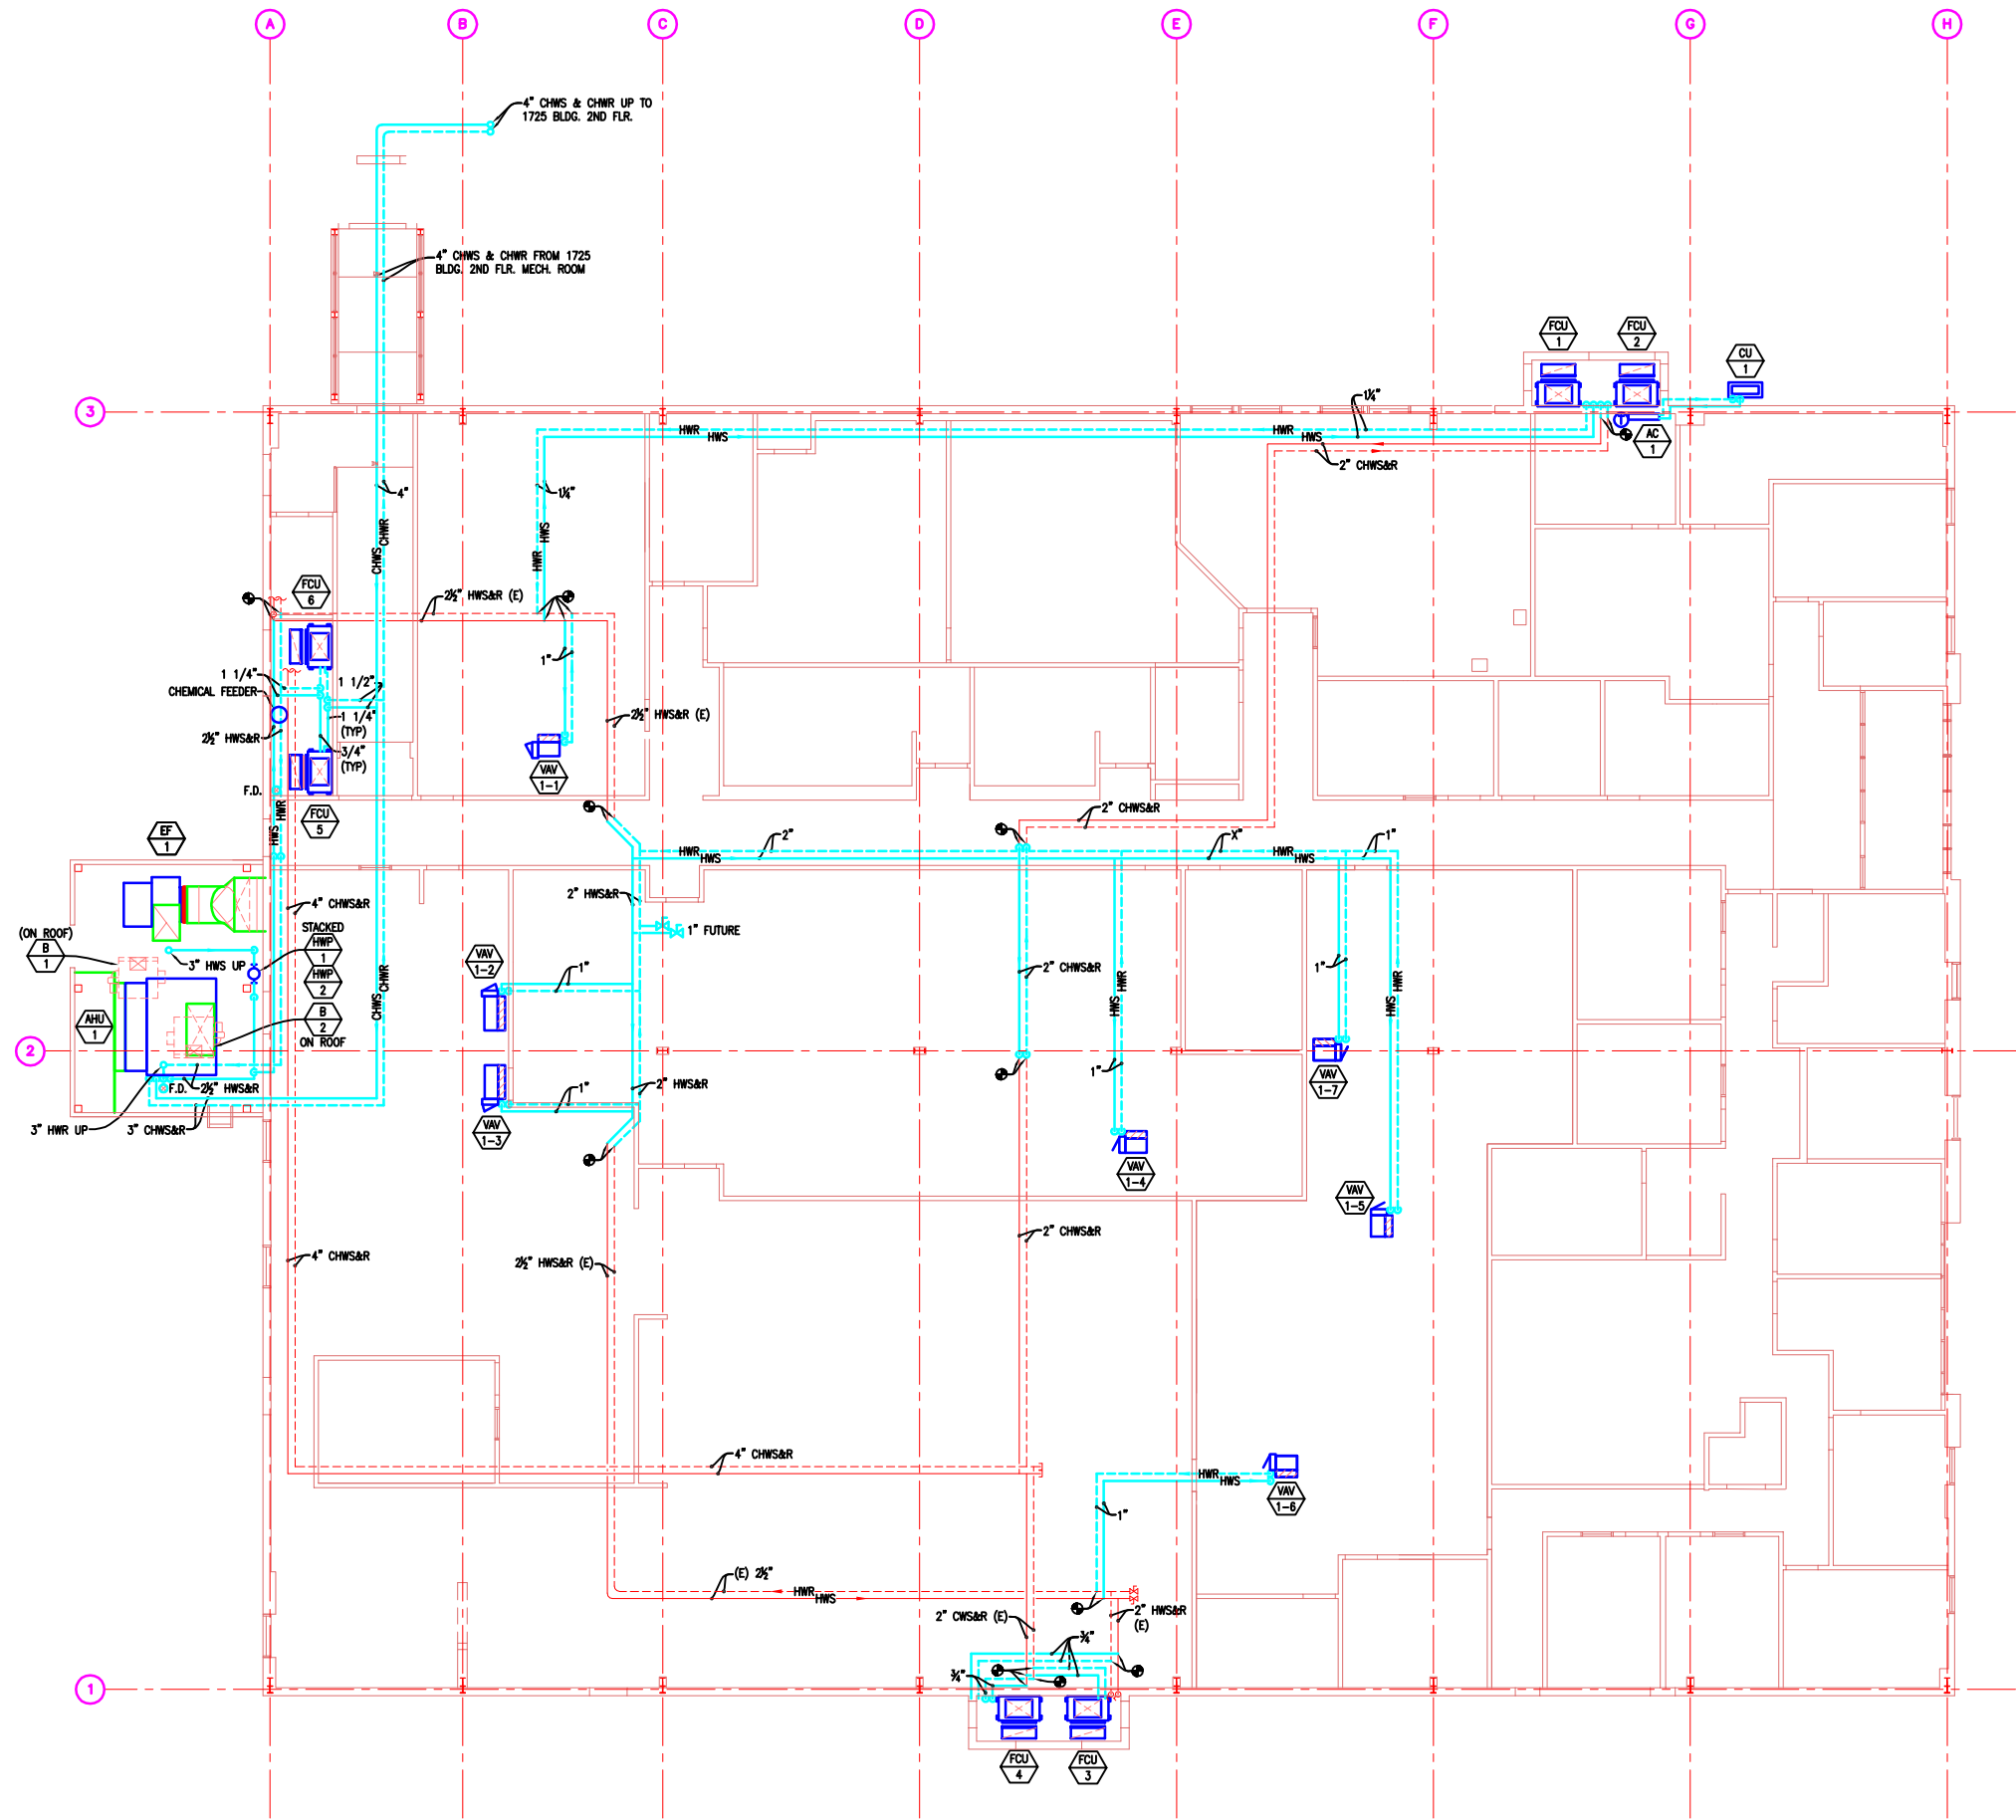 A B C D E F G H
4" CHWS & CHWR UP TO
1725 BLDG. 2ND FLR.
4" CHWS & CHWR FROM 1725
BLDG. 2ND FLR. MECH. ROOM
FCU
1
FCU
2
CU
1
3
1¼"
HWR
HWS
HWR
HWS
AC
1
2" CHWS&R
4"
1¼"
CHWS
CHWR
HWR
HWS
FCU
6
2½" HWS&R (E)
1"
1 1/4"
CHEMICAL FEEDER
1 1/2"
1 1/4"
(TYP)
2½" HWS&R
3/4"
(TYP)
2½" HWS&R (E)
VAV
1-1
F.D.
FCU
5
HWS
HWR
EF
1
2" CHWS&R
HWR
HWS
2"
X"
HWR
HWS
1"
4" CHWS&R
2" HWS&R
1" FUTURE
(ON ROOF)
B
1
STACKED
HWP
1
HWP
2
B
2
ON ROOF
3" HWS UP
VAV
1-2
1"
2" CHWS&R
1"
CHWS
CHWR
HWS
HWR
HWS
HWR
AHU
1
2
F.D.
2½" HWS&R
3" HWR UP
3" CHWS&R
1"
2" HWS&R
VAV
1-3
1"
VAV
1-7
VAV
1-4
VAV
1-5
4" CHWS&R
2½" HWS&R (E)
2" CHWS&R
4" CHWS&R
HWR
HWS
VAV
1-6
1"
(E) 2½"
HWR
HWS
2" CWS&R (E)
2" HWS&R
(E)
¾"
¾"
1
FCU
4
FCU
3